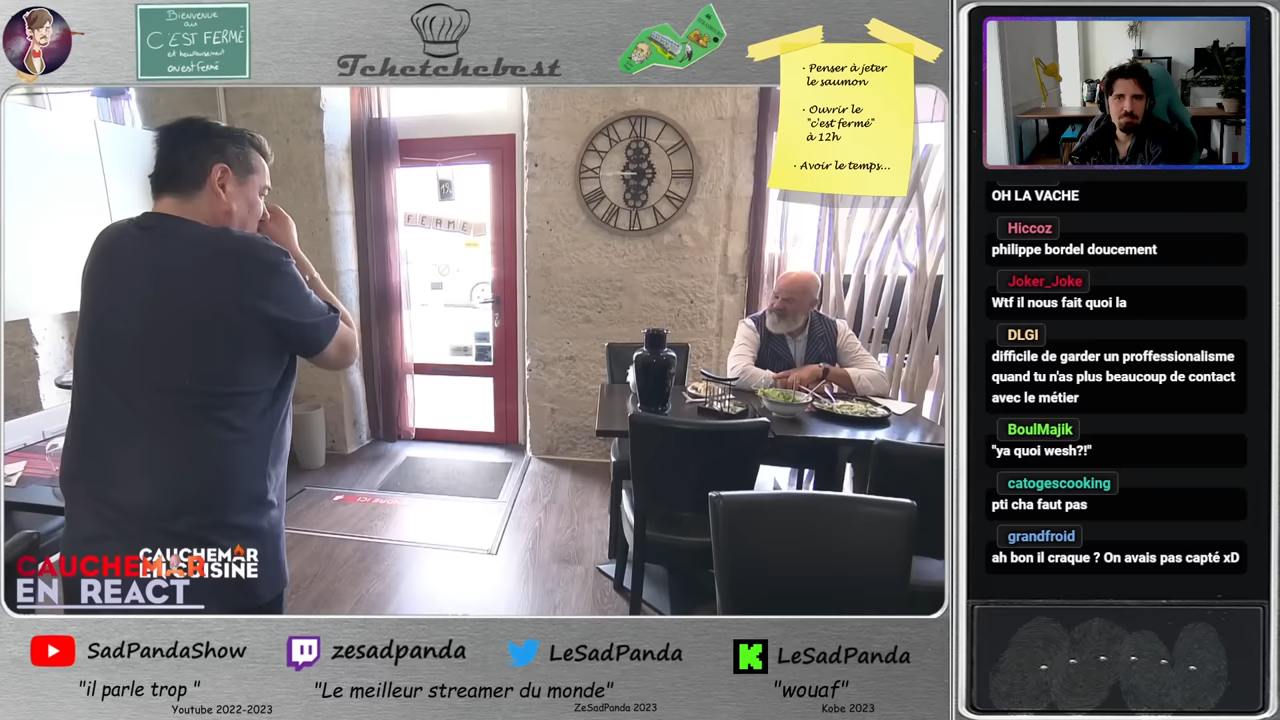 Bienvenue
au
C'EST FERMÉ
et heureusement
on est fermé
Tchetchebest
· Penser à jeter
le saumon
· Ouvrir le
"c'est fermé"
à 12h
· Avoir le temps...
FERMÉ
CAUCHEMAR
EN CUISINE
CAUCHEMAR
EN REACT
OH LA VACHE
Hiccoz
philippe bordel doucement
Joker_Joke
Wtf il nous fait quoi la
DLGI
difficile de garder un proffessionalisme
quand tu n'as plus beaucoup de contact
avec le métier
BoulMajik
"ya quoi wesh?!"
catogescooking
pti cha faut pas
grandfroid
ah bon il craque ? On avais pas capté xD
SadPandaShow
"il parle trop "
Youtube 2022-2023
zesadpanda
"Le meilleur streamer du monde"
ZeSadPanda 2023
LeSadPanda
LeSadPanda
"wouaf"
Kobe 2023